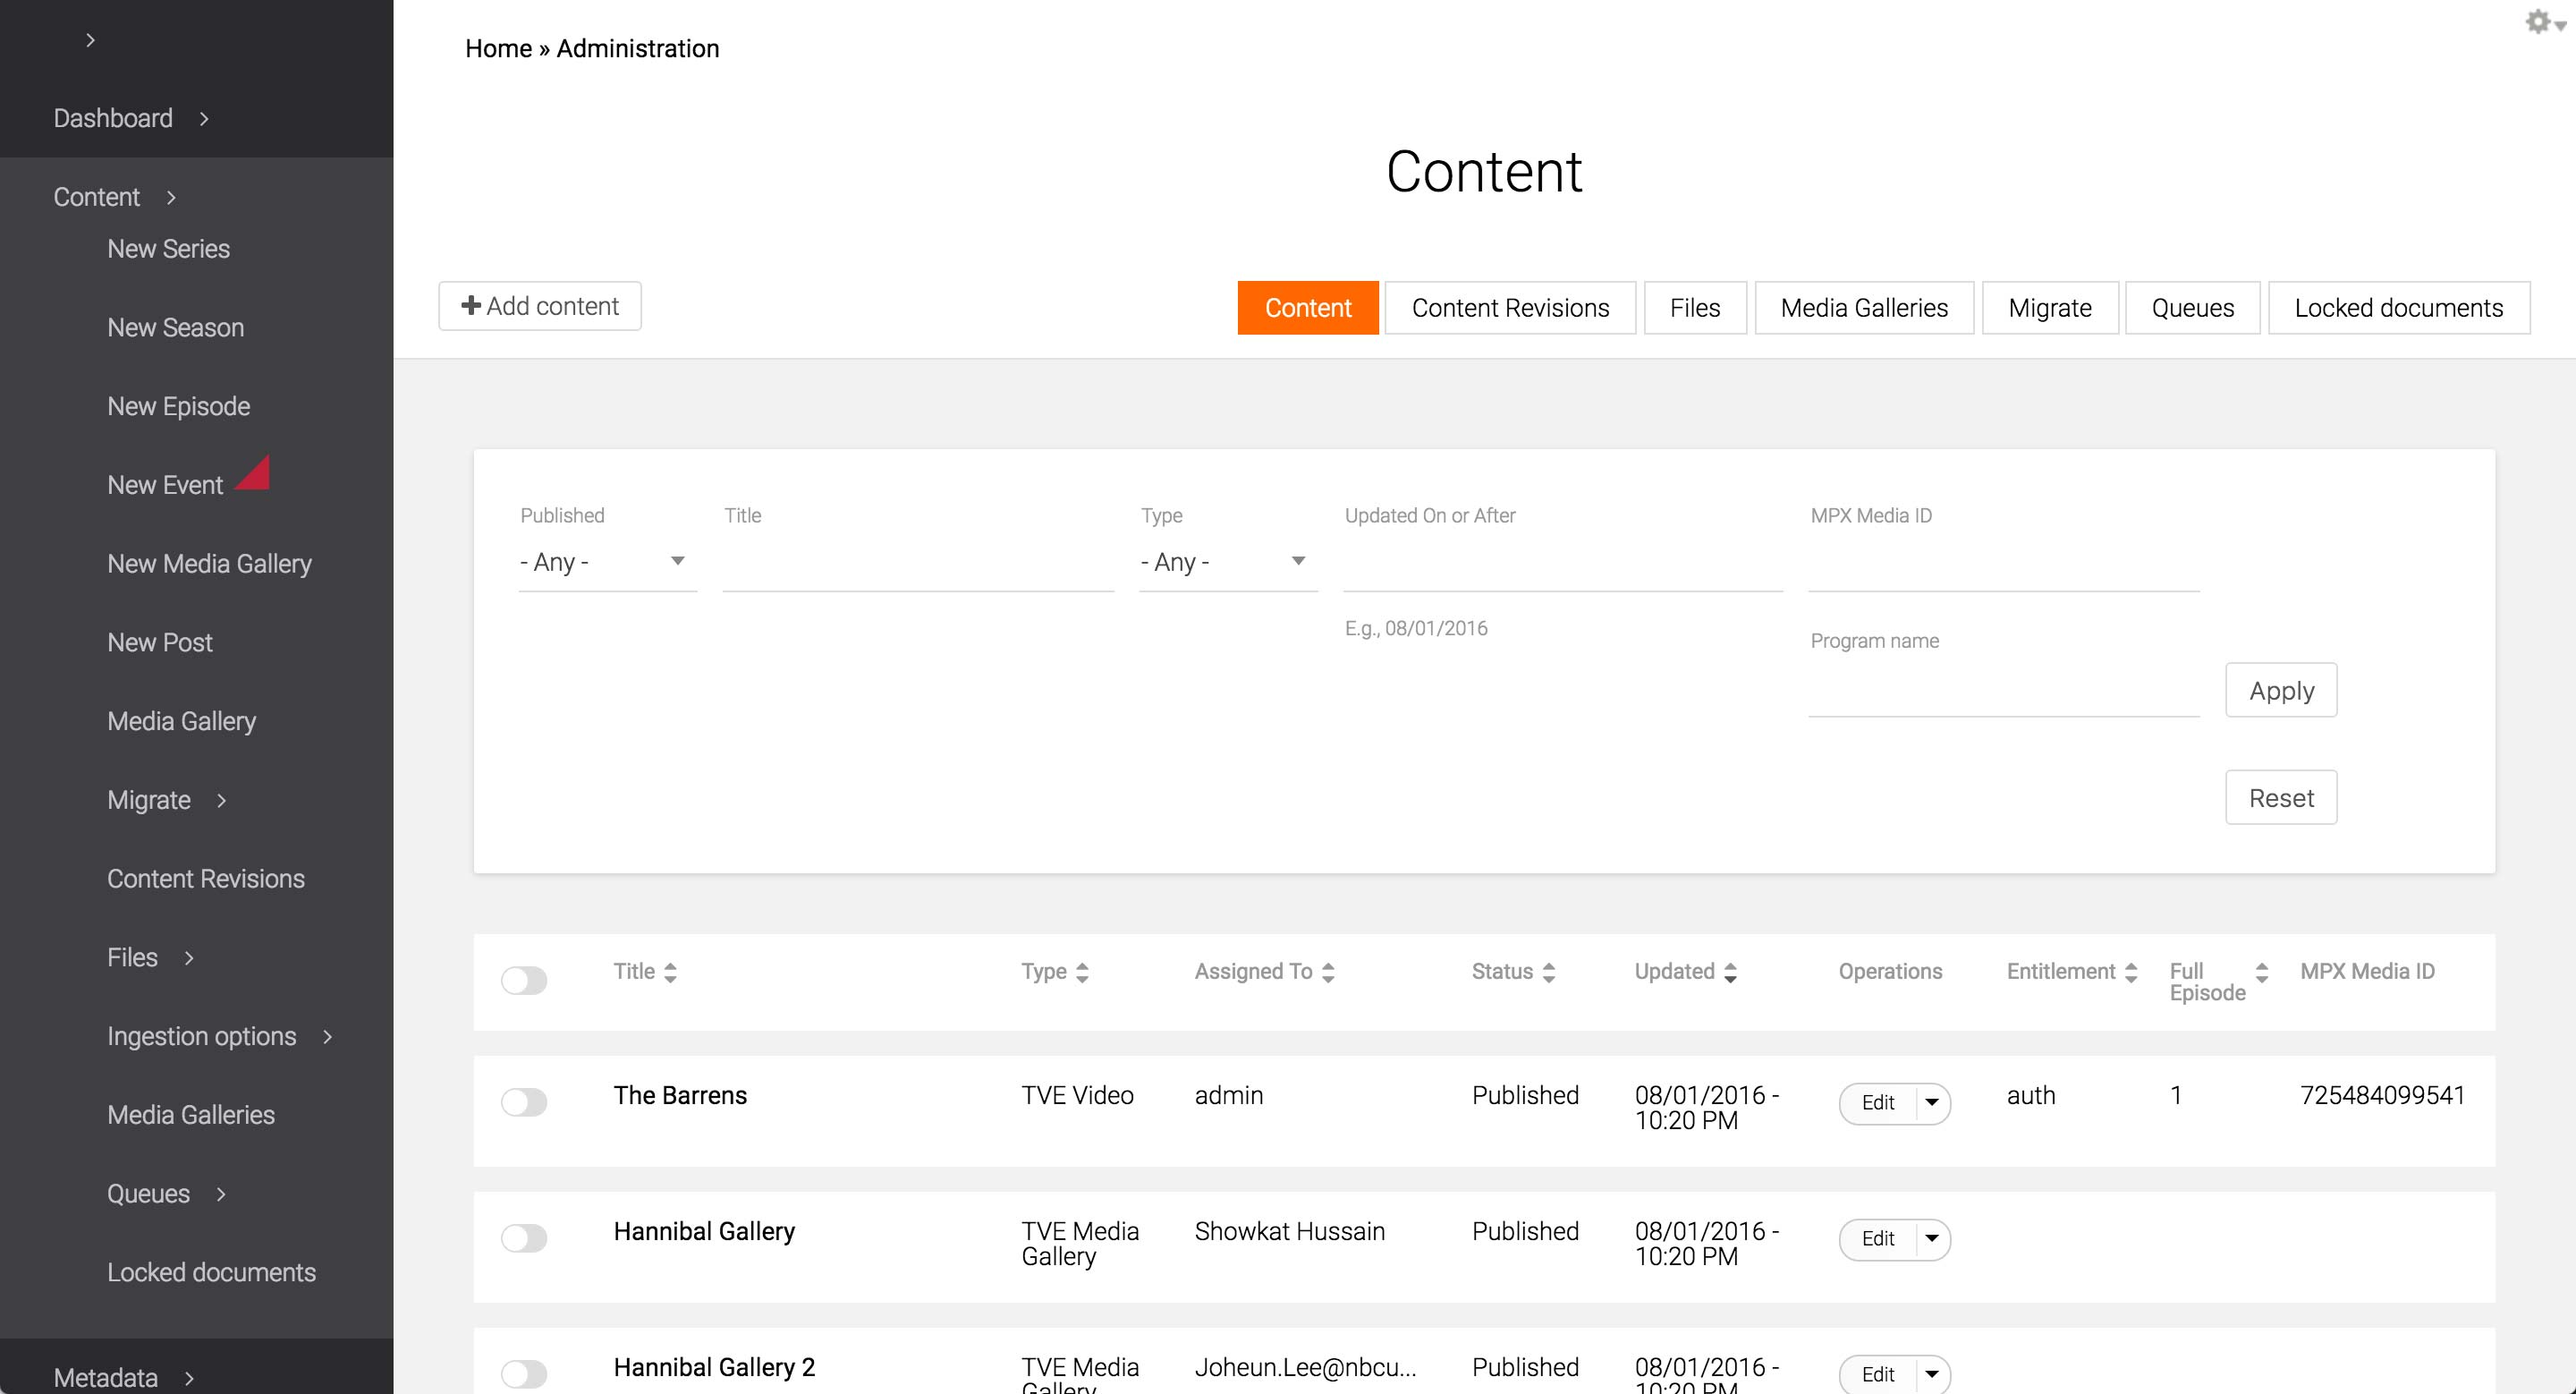 Dashboard
Content
New Series
New Season
New Episode
New Event
New Media Gallery
New Post
Media Gallery
Migrate
Content Revisions
Files
Ingestion options
Media Galleries
Queues
Locked documents
Metadata
Home » Administration
Content
Add content
Content
Content Revisions
Files
Media Galleries
Migrate
Queues
Locked documents
Published
Title
Type
Updated On or After
MPX Media ID
- Any -
- Any -
E.g., 08/01/2016
Program name
Apply
Reset
Title
Type
Assigned To
Status
Updated
Operations
Entitlement
Full
Episode
MPX Media ID
The Barrens
TVE Video
admin
Published
08/01/2016 -
10:20 PM
Edit
auth
1
725484099541
Hannibal Gallery
TVE Media
Gallery
Showkat Hussain
Published
08/01/2016 -
10:20 PM
Edit
Hannibal Gallery 2
TVE Media
Gallery
Joheun.Lee@nbcu...
Published
08/01/2016 -
10:20 PM
Edit